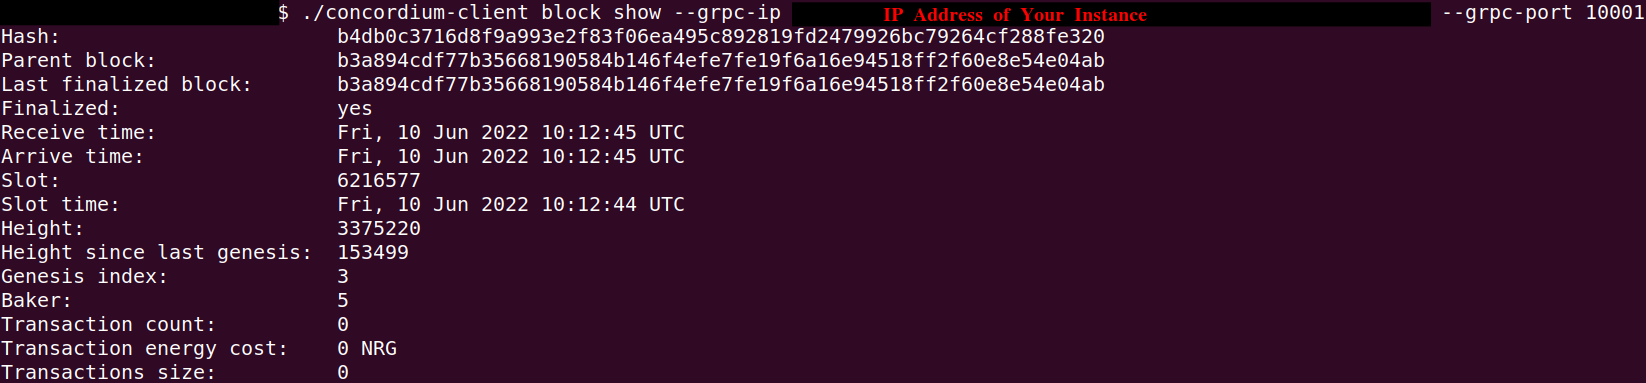 $ ./concordium-client block show --grpc-ip IP Address of Your Instance --grpc-port 10001
Hash: b4db0c3716d8f9a993e2f83f06ea495c892819fd2479926bc79264cf288fe320
Parent block: b3a894cdf77b35668190584b146f4efe7fe19f6a16e94518ff2f60e8e54e04ab
Last finalized block: b3a894cdf77b35668190584b146f4efe7fe19f6a16e94518ff2f60e8e54e04ab
Finalized: yes
Receive time: Fri, 10 Jun 2022 10:12:45 UTC
Arrive time: Fri, 10 Jun 2022 10:12:45 UTC
Slot: 6216577
Slot time: Fri, 10 Jun 2022 10:12:44 UTC
Height: 3375220
Height since last genesis: 153499
Genesis index: 3
Baker: 5
Transaction count: 0
Transaction energy cost: 0 NRG
Transactions size: 0